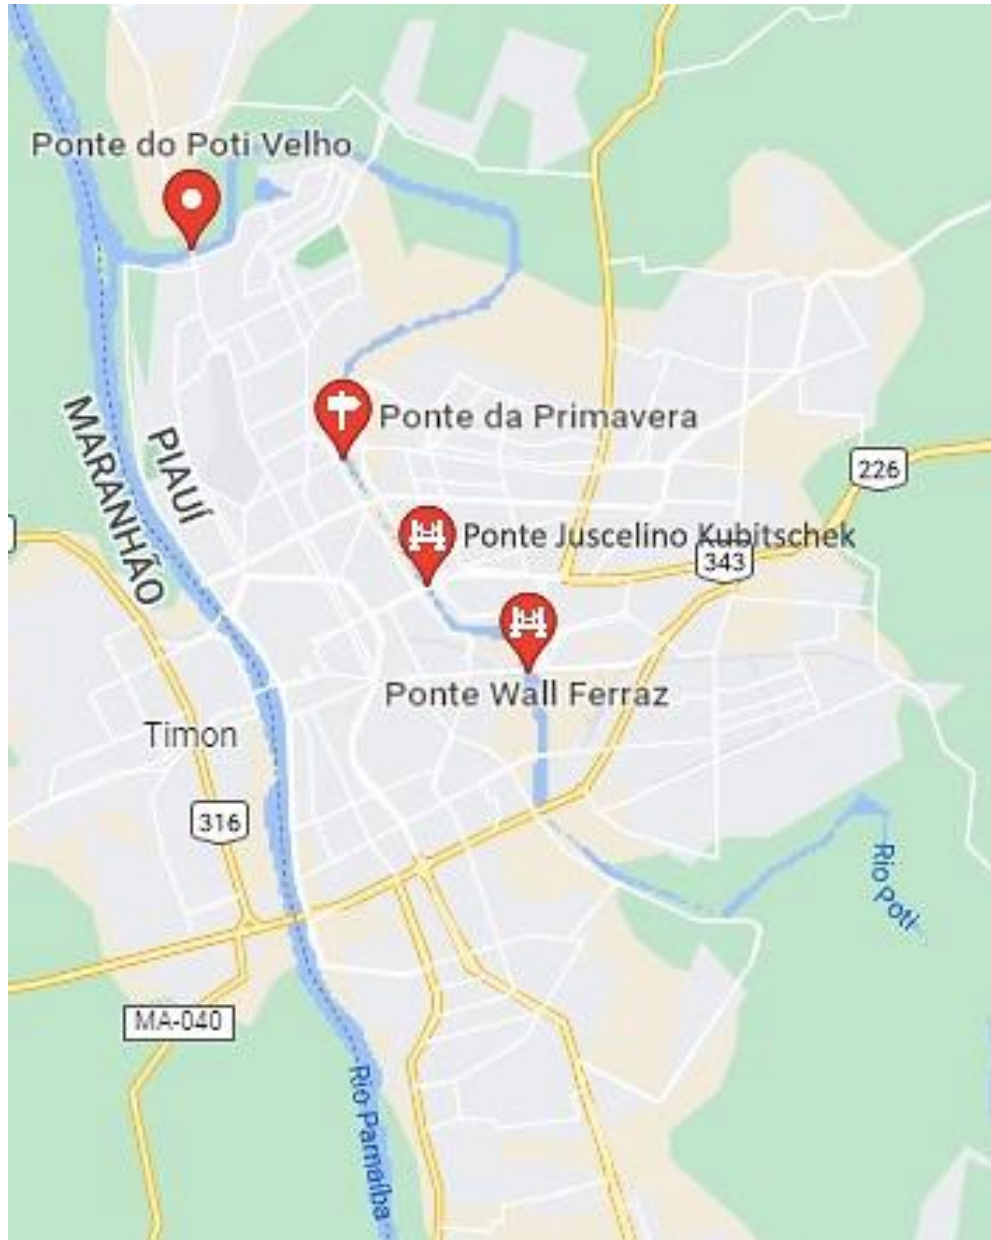 Ponte do Poti Velho
Ponte da Primavera
PIAUÍ
MARANHÃO
226
Ponte Juscelino Kubitschek
343
Ponte Wall Ferraz
Timon
316
Rio Poti
MA-040
Rio Parnaíba